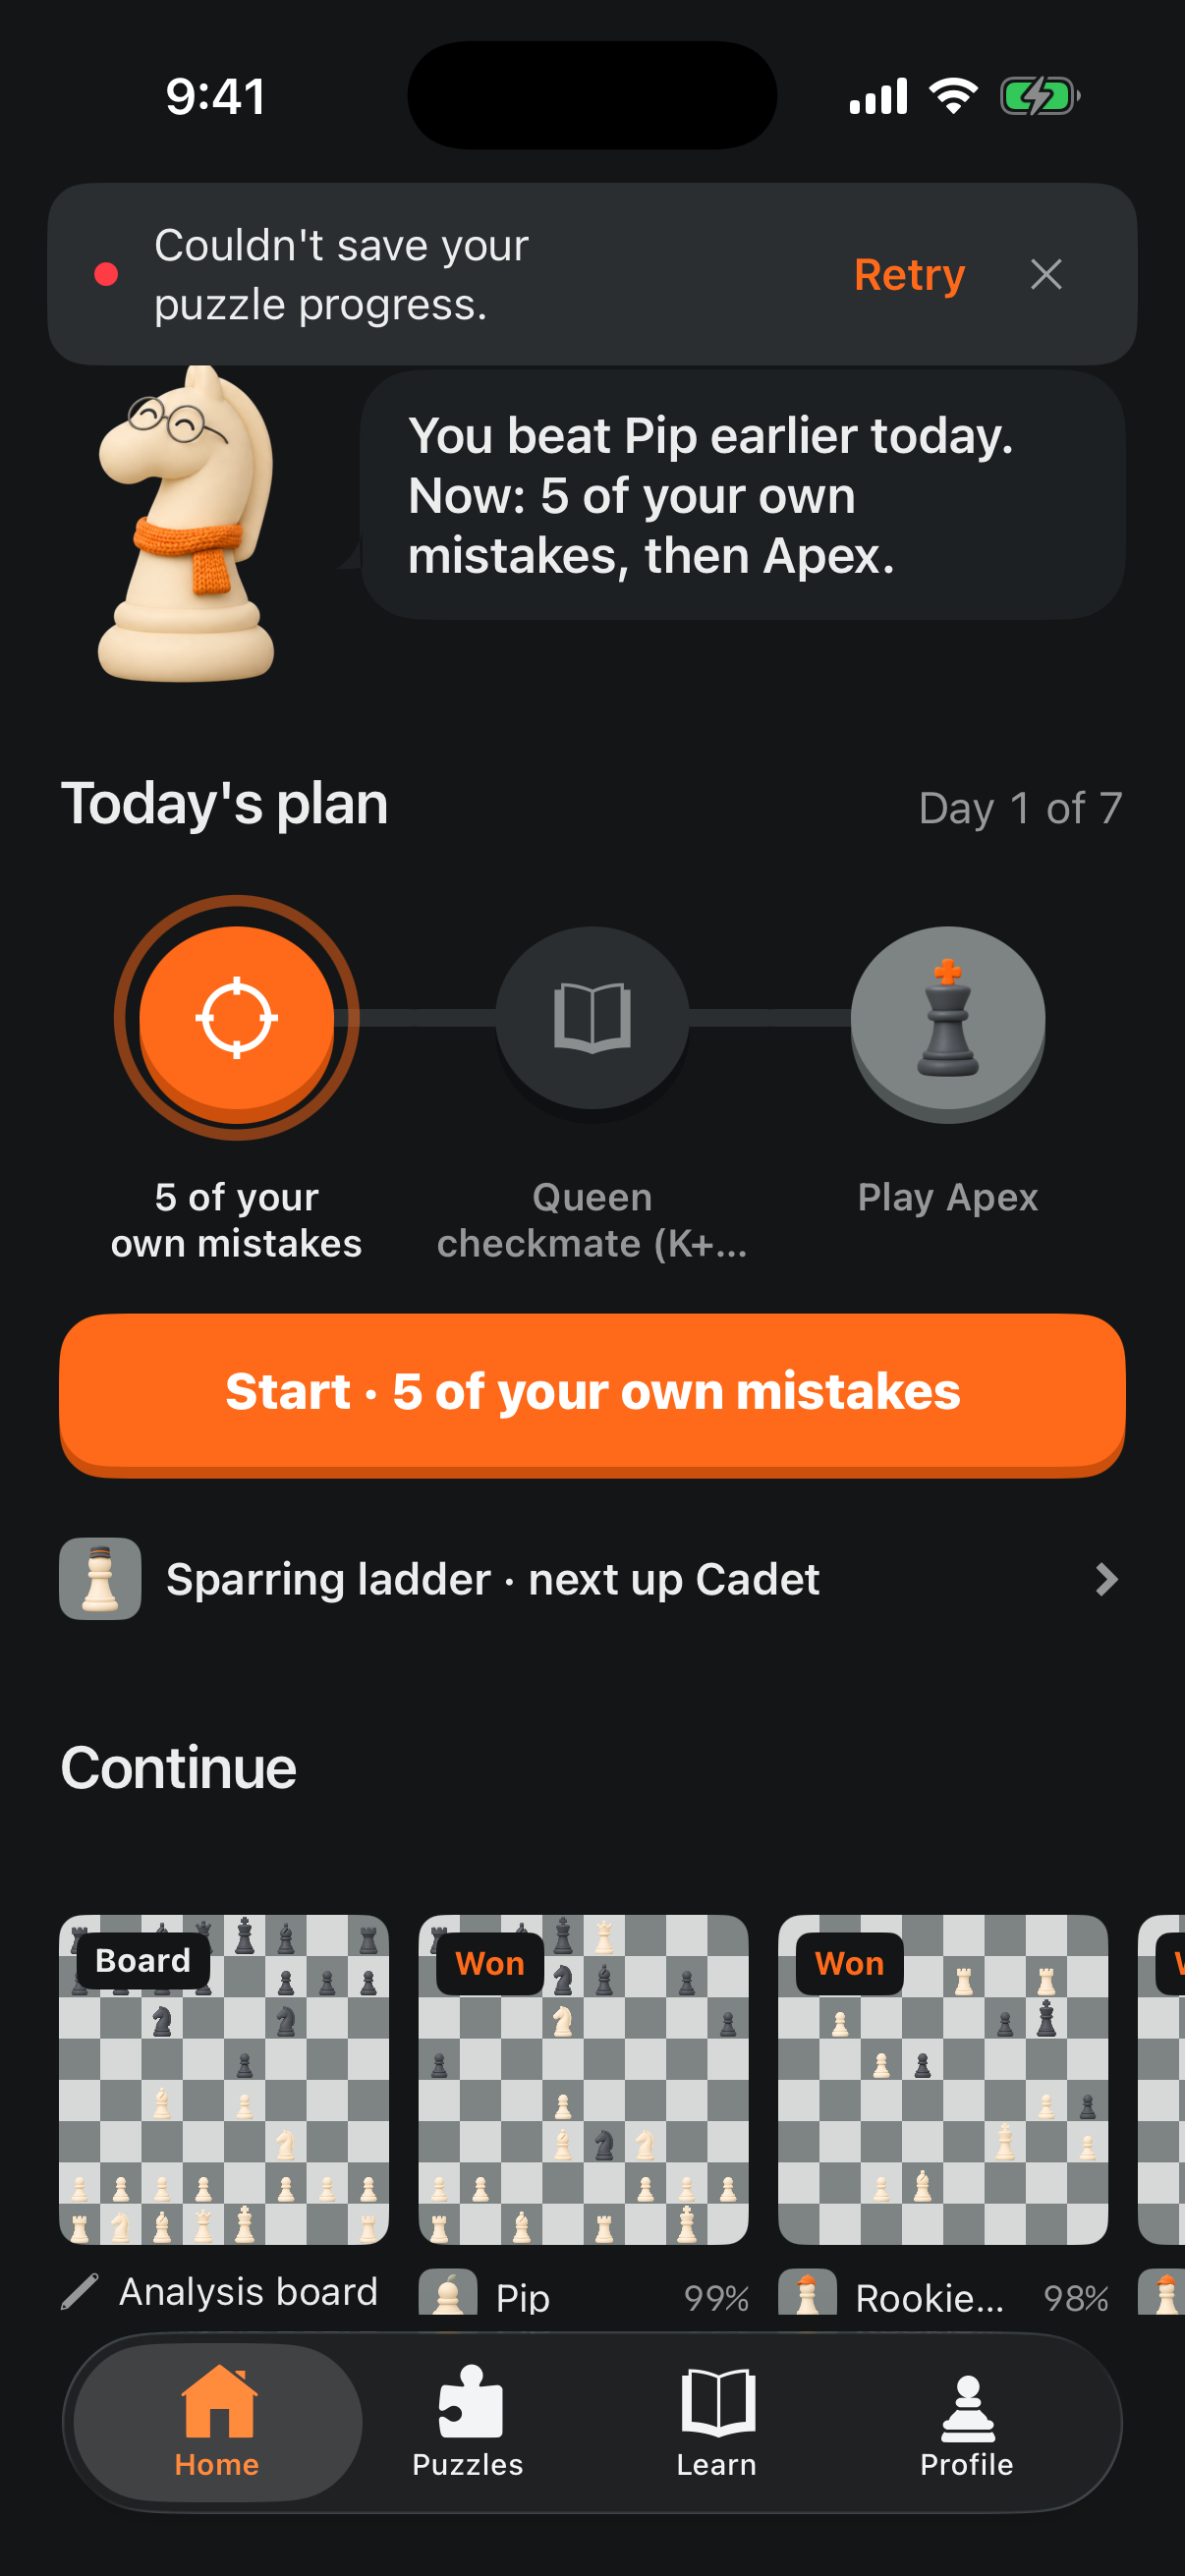 9:41
Couldn't save your
puzzle progress.
Retry
You beat Pip earlier today.
Now: 5 of your own
mistakes, then Apex.
Today's plan
Day 1 of 7
5 of your
own mistakes
Queen
checkmate (K+...
Play Apex
Start · 5 of your own mistakes
Sparring ladder · next up Cadet
Continue
Board
Won
Won
Analysis board
Pip
99%
Rookie...
98%
Home
Puzzles
Learn
Profile